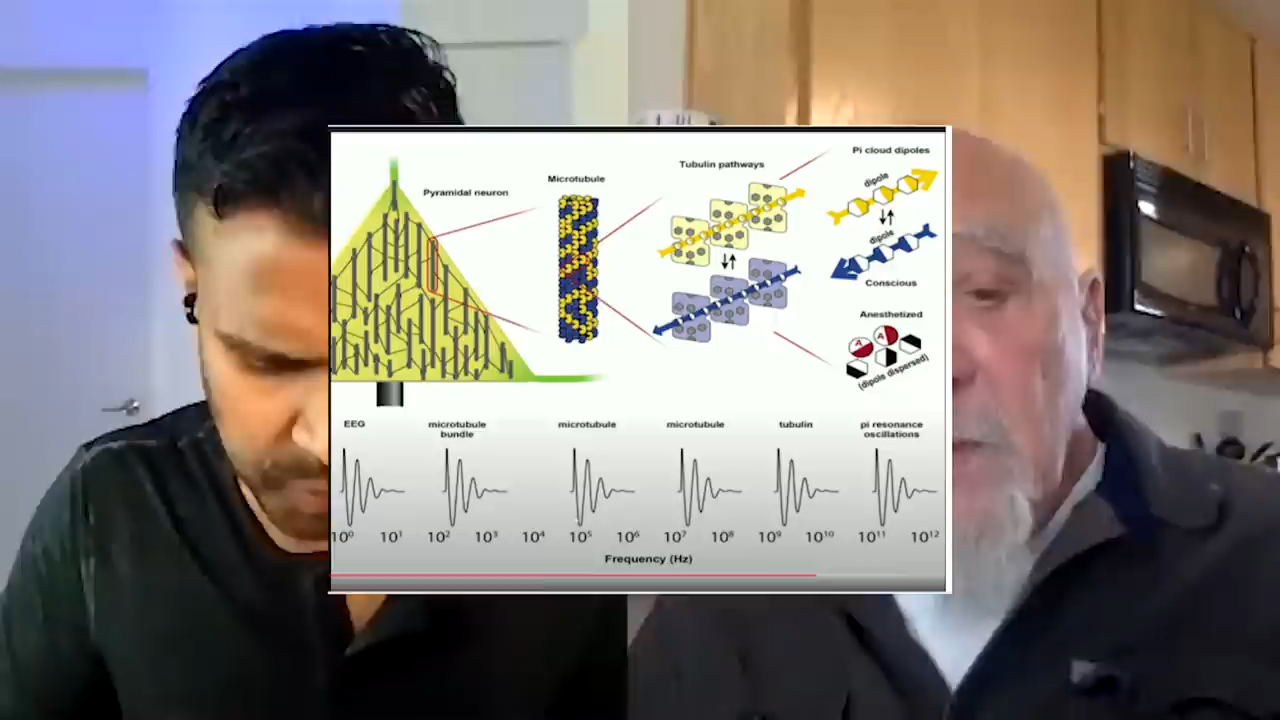 Pi cloud dipoles
Tubulin pathways
Microtubule
Pyramidal neuron
dipole
dipole
Conscious
Anesthetized
A A
(dipole dispersed)
EEG
microtubule
bundle
microtubule
microtubule
tubulin
pi resonance
oscillations
10⁰ 10¹ 10² 10³ 10⁴ 10⁵ 10⁶ 10⁷ 10⁸ 10⁹ 10¹⁰ 10¹¹ 10¹²
Frequency (Hz)